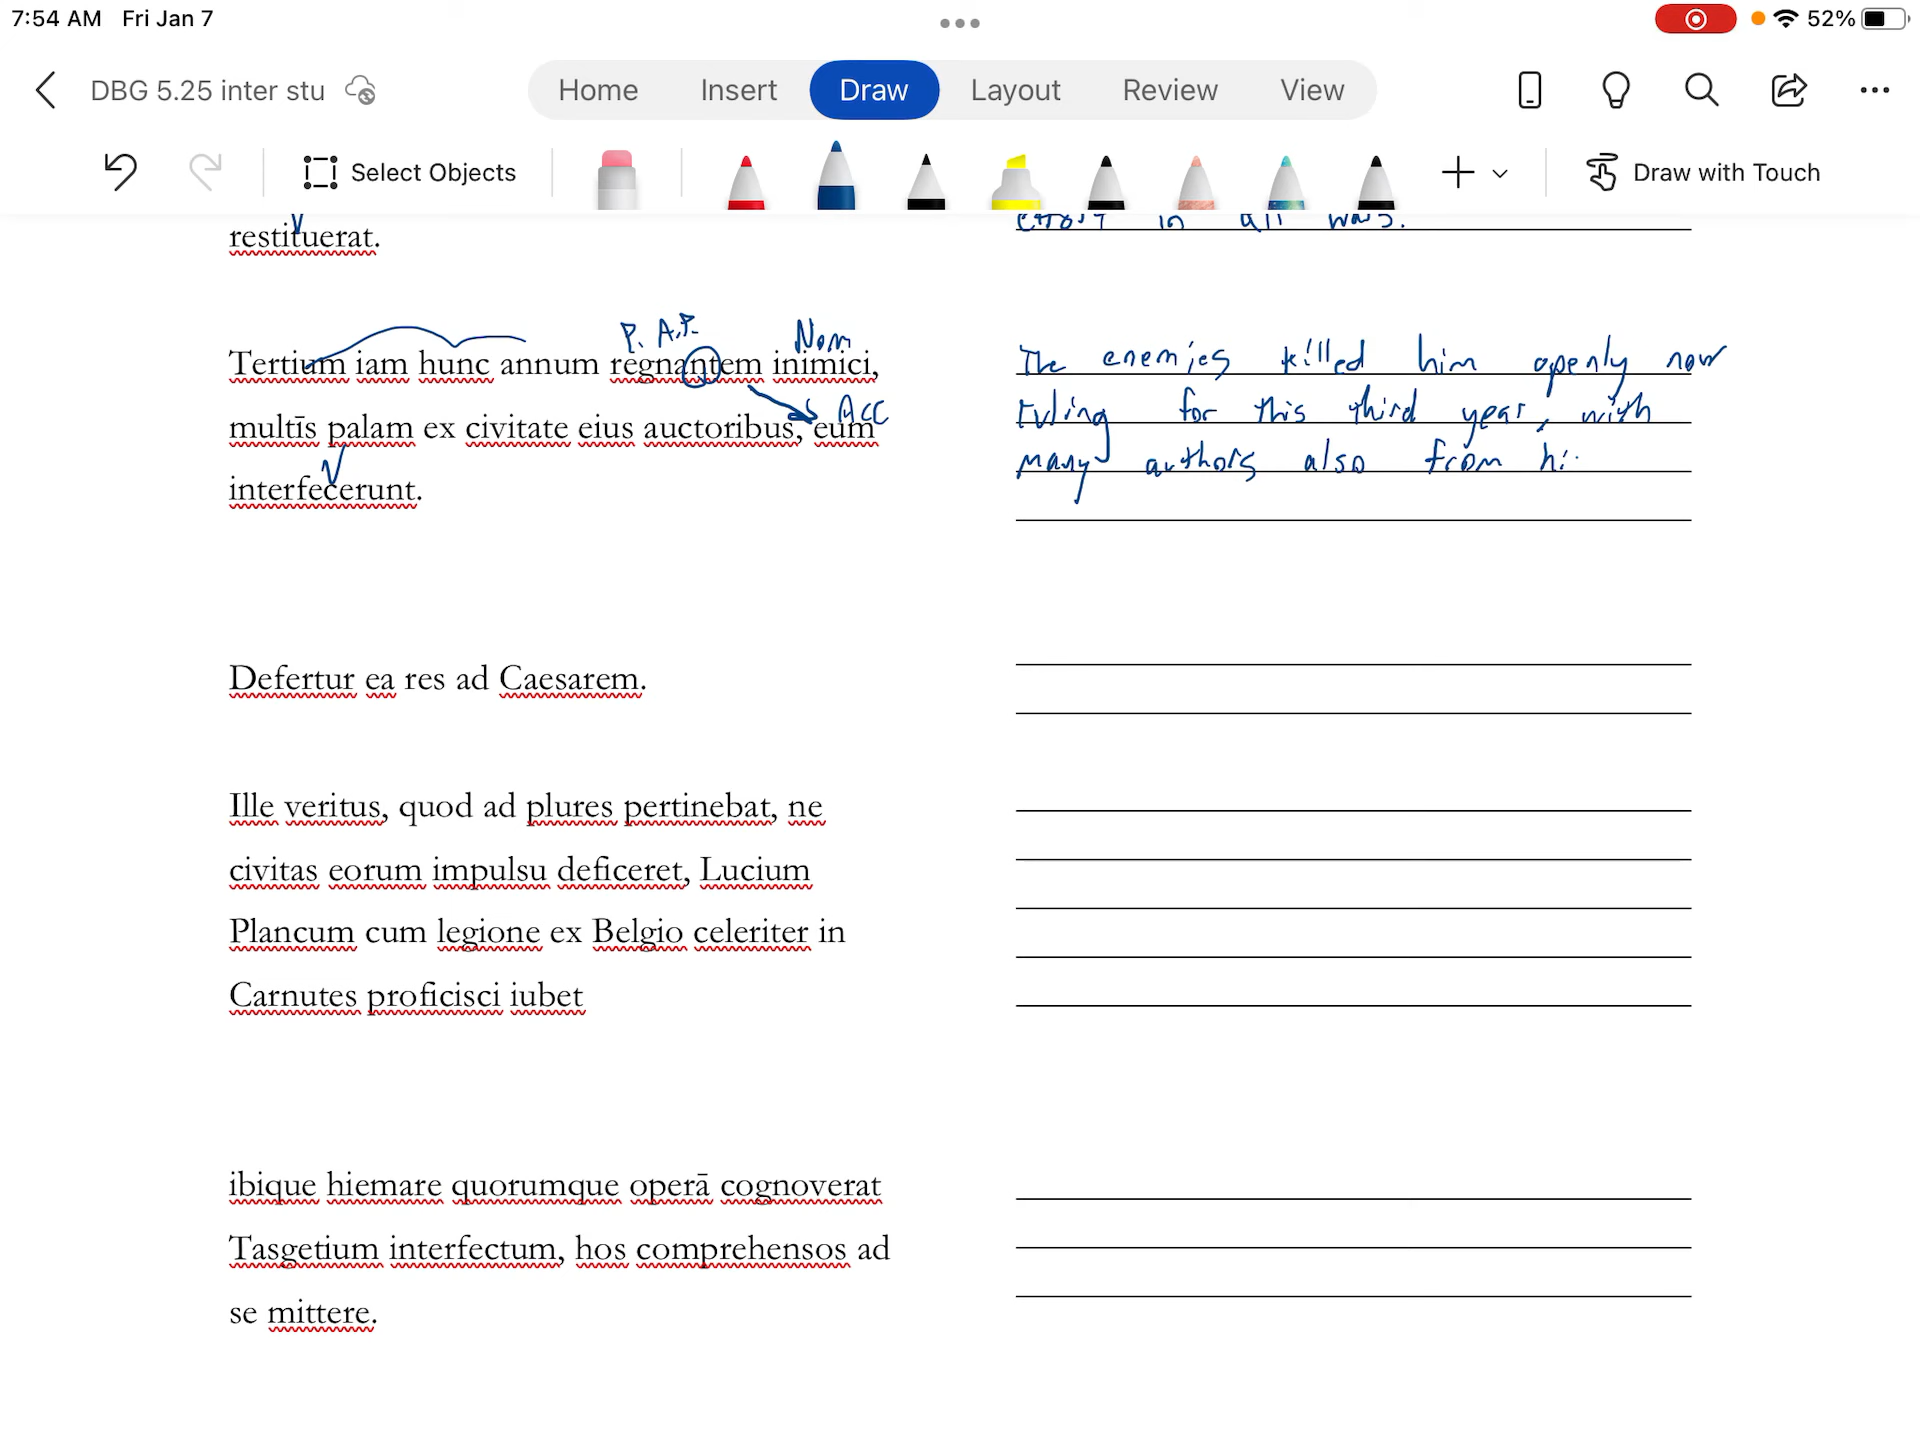 7:54 AM Fri Jan 7
52%
DBG 5.25 inter stu
Home Insert Draw Layout Review View
Select Objects
Draw with Touch
restituerat.
effort in all wars.
P. A.P. Nom
Tertium iam hunc annum regnantem inimici,
The enemies killed him openly now
Acc
multīs palam ex civitate eius auctoribus, eum
ruling for this third year, with
V
interfecerunt.
many authors also from hi
Defertur ea res ad Caesarem.
Ille veritus, quod ad plures pertinebat, ne
civitas eorum impulsu deficeret, Lucium
Plancum cum legione ex Belgio celeriter in
Carnutes proficisci iubet
ibique hiemare quorumque operā cognoverat
Tasgetium interfectum, hos comprehensos ad
se mittere.